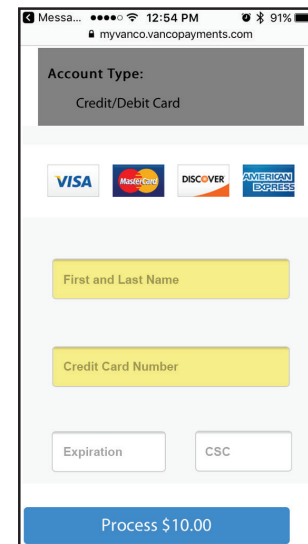 Messa... 12:54 PM 91%
myvanco.vancopayments.com
Account Type:
Credit/Debit Card
VISA MasterCard DISCOVER AMERICAN EXPRESS
First and Last Name
Credit Card Number
Expiration CSC
Process $10.00